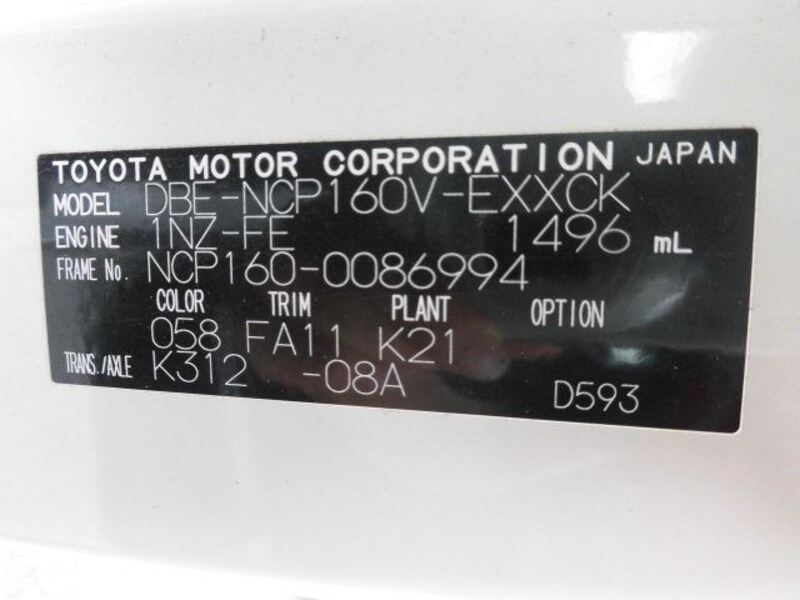 TOYOTA MOTOR CORPORATION JAPAN
MODEL DBE-NCP160V-EXXCK
ENGINE 1NZ-FE 1496 mL
FRAME No. NCP160-0086994
COLOR TRIM PLANT OPTION
058 FA11 K21
TRANS./AXLE K312 -08A
D593